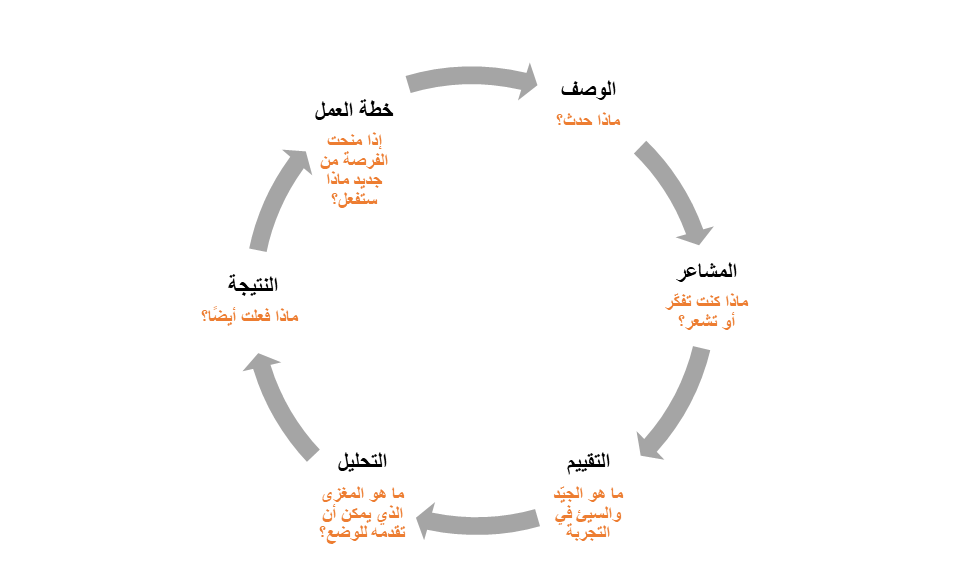 الوصف
ماذا حدث؟
المشاعر
ماذا كنت تفكّر
أو تشعر؟
التقييم
ما هو الجيّد
والسيئ في
التجربة
التحليل
ما هو المغزى
الذي يمكن أن
تقدمه للوضع؟
النتيجة
ماذا فعلت أيضًا؟
خطة العمل
إذا منحت
الفرصة من
جديد ماذا
ستفعل؟